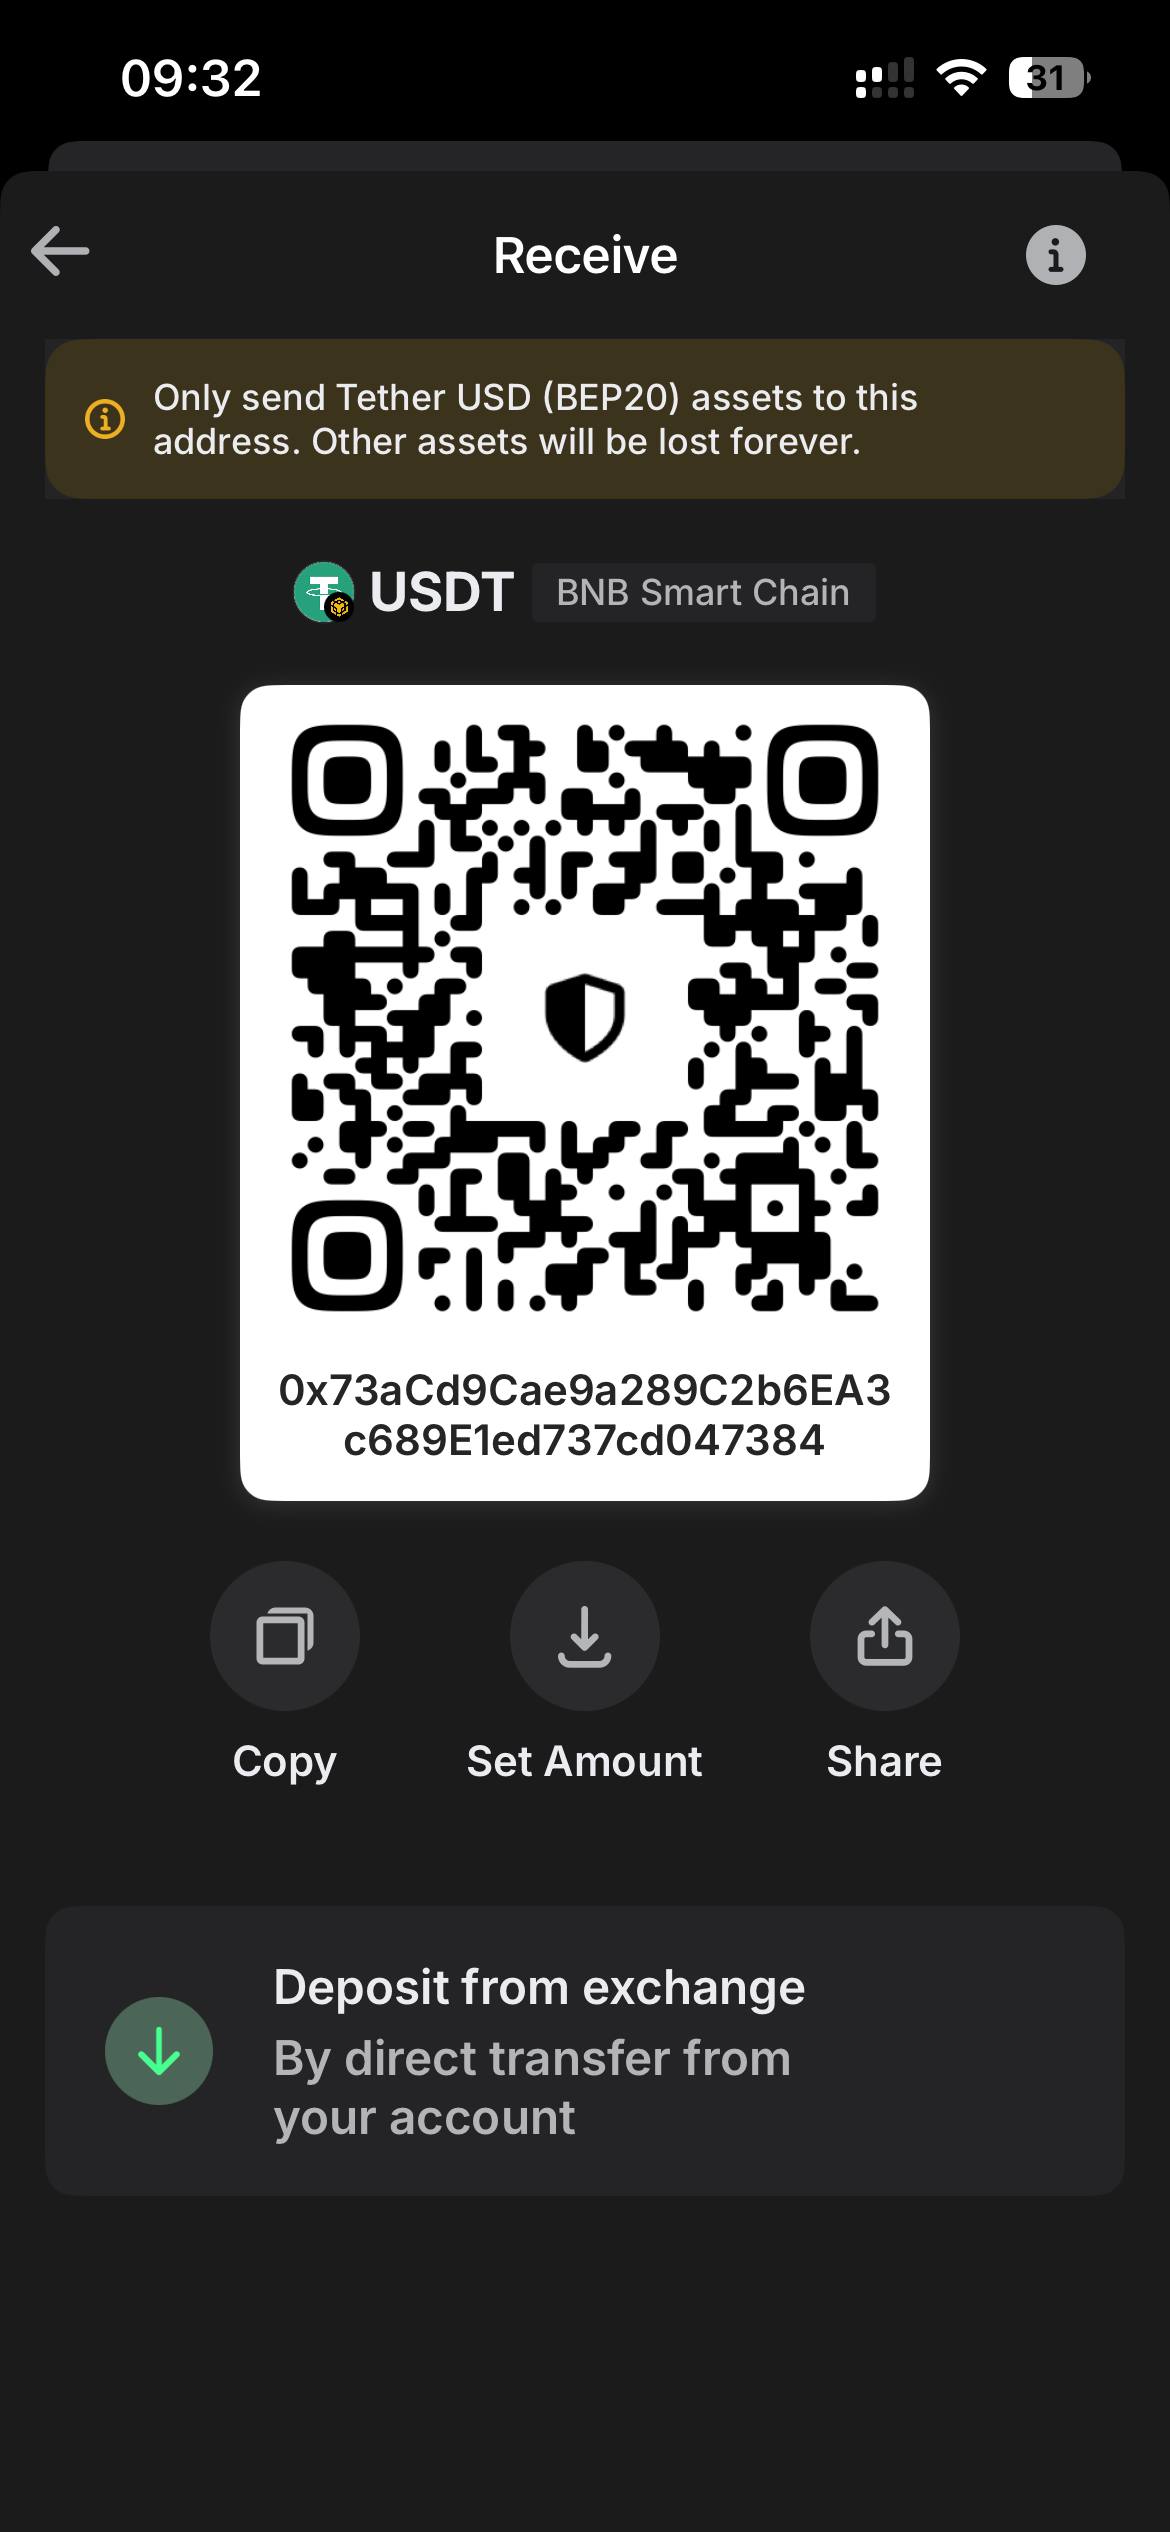 09:32
31
Receive
Only send Tether USD (BEP20) assets to this
address. Other assets will be lost forever.
USDT BNB Smart Chain
0x73aCd9Cae9a289C2b6EA3
c689E1ed737cd047384
Copy Set Amount Share
Deposit from exchange
By direct transfer from
your account